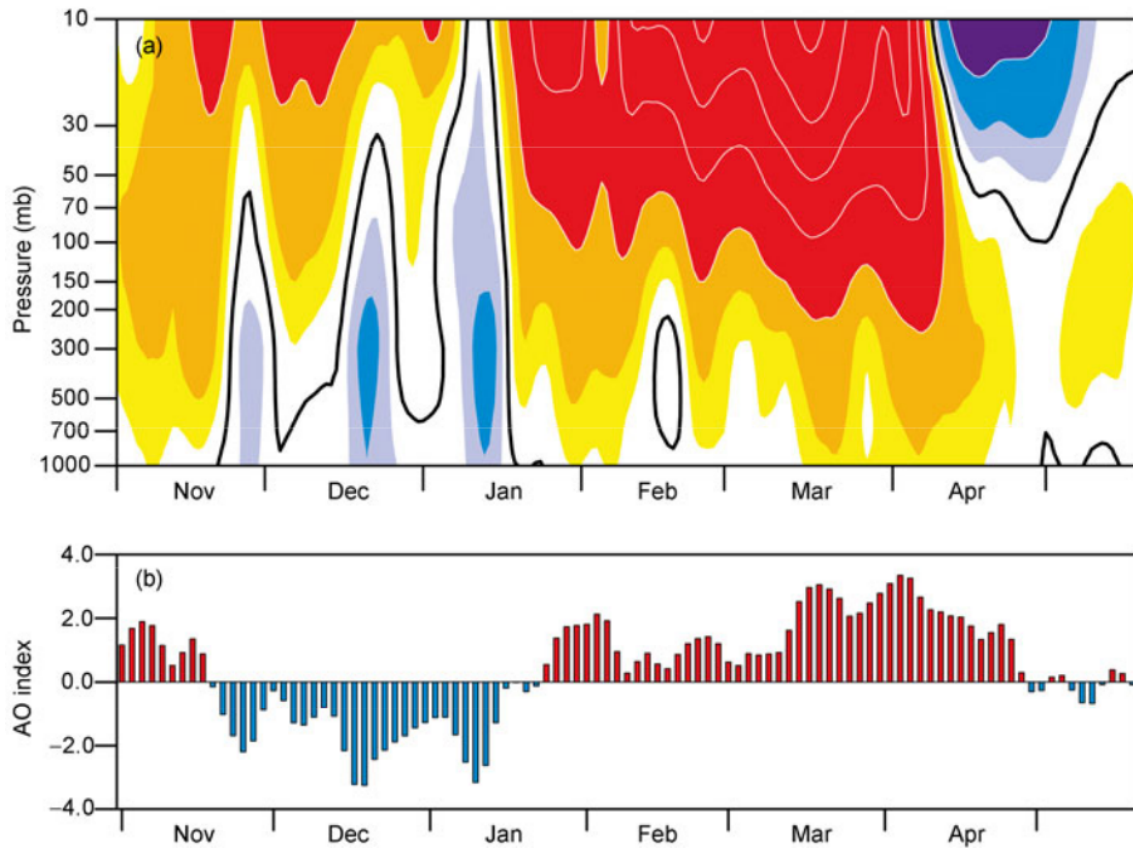 (a)
Pressure (mb)
10
30
50
70
100
150
200
300
500
700
1000
Nov Dec Jan Feb Mar Apr
(b)
AO index
4.0
2.0
0.0
−2.0
−4.0
Nov Dec Jan Feb Mar Apr